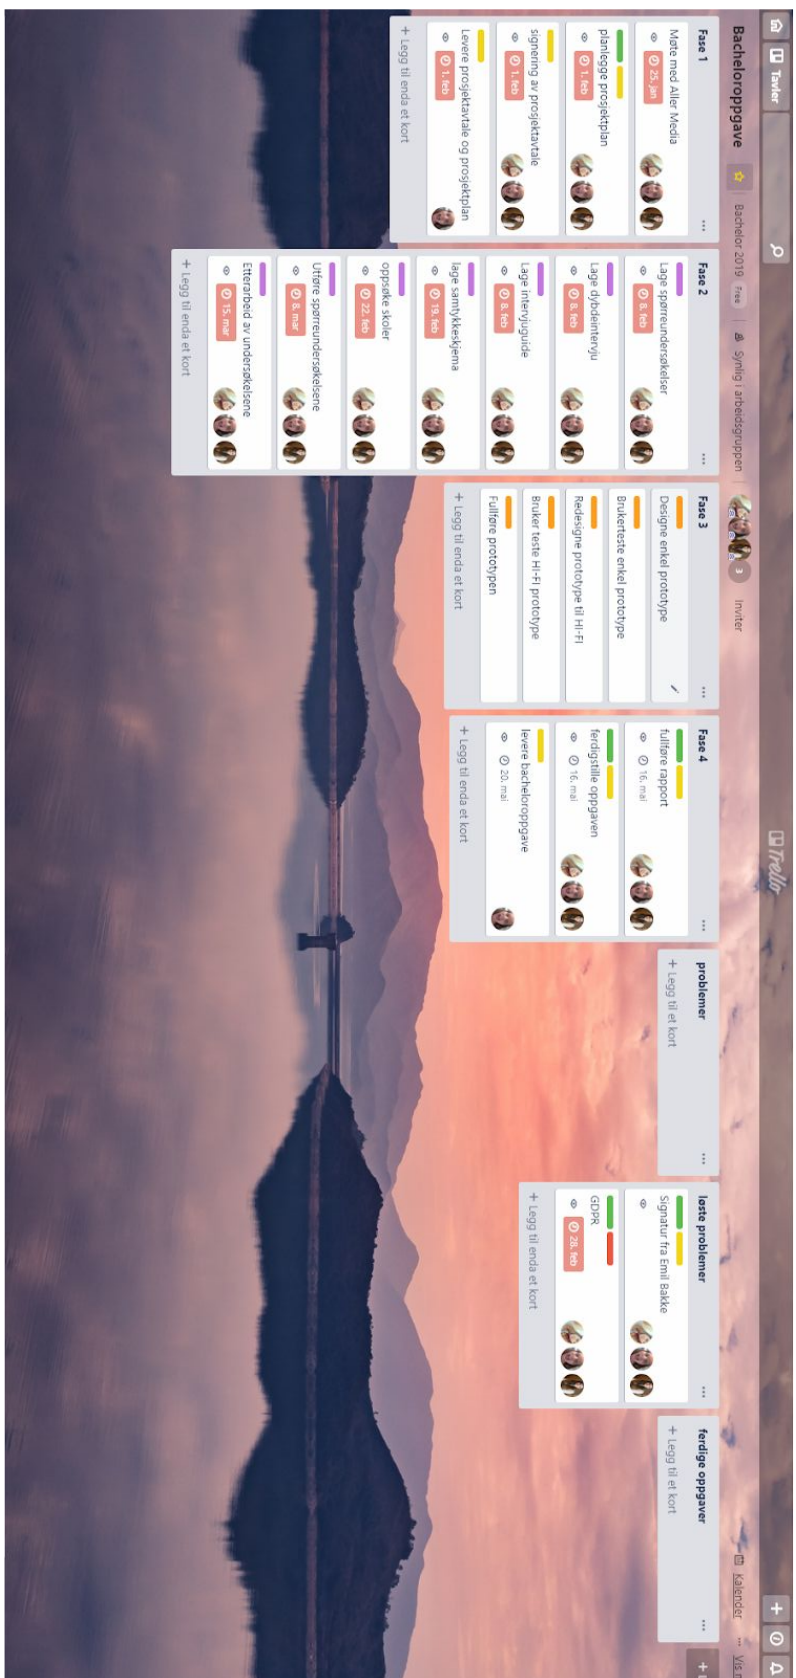 Tavler
Trello
Bacheloroppgave
Bachelor 2019
Free
Synlig i arbeidsgruppen
3
Inviter
Kalender
... Vis
Fase 1
Møte med Aller Media
25. jan
planlegge prosjektplan
1. feb
signering av prosjektavtale
1. feb
Levere prosjektavtale og prosjektplan
1. feb
+ Legg til enda et kort
Fase 2
Lage spørreundersøkelser
8. feb
Lage dybdeintervju
8. feb
Lage intervjuguide
8. feb
lage samtykkeskjema
19. feb
oppsøke skoler
22. feb
Utføre spørreundersøkelsene
8. mar
Etterarbeid av undersøkelsene
15. mar
+ Legg til enda et kort
Fase 3
Designe enkel prototype
Brukerteste enkel prototype
Redesigne prototype til HI-FI
Bruker teste HI-FI prototype
Fullføre prototypen
+ Legg til enda et kort
Fase 4
fullføre rapport
16. mai
ferdigstille oppgaven
16. mai
levere bacheloroppgave
20. mai
+ Legg til enda et kort
problemer
+ Legg til et kort
løste problemer
Signatur fra Emil Bakke
GDPR
28. feb
+ Legg til enda et kort
ferdige oppgaver
+ Legg til et kort